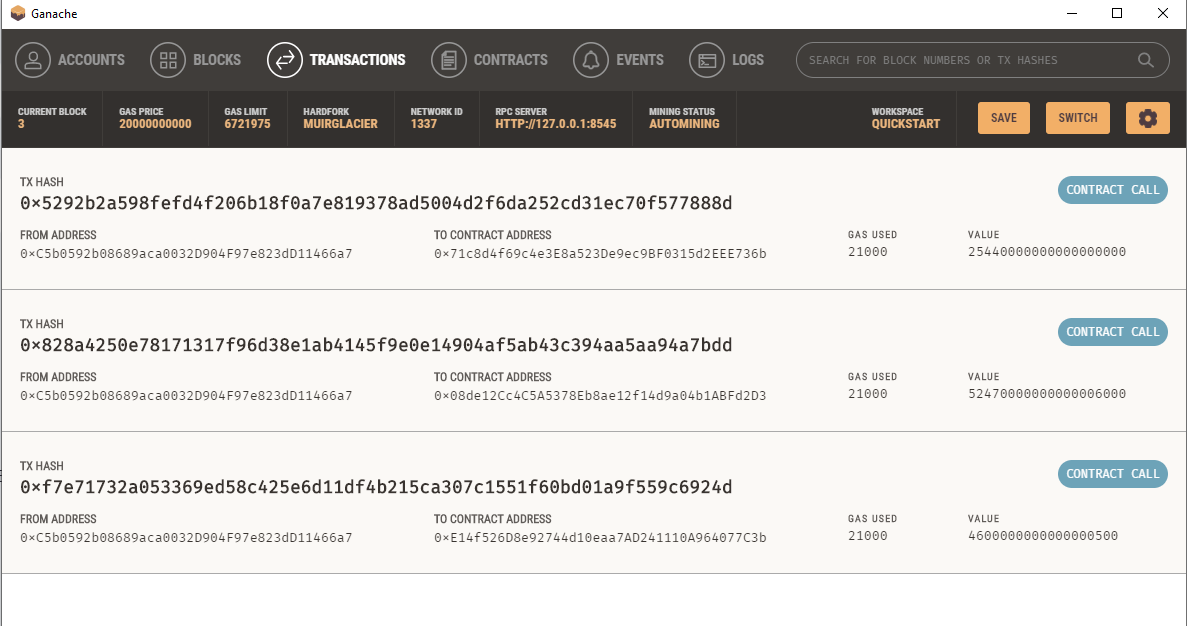 Ganache
ACCOUNTS BLOCKS TRANSACTIONS CONTRACTS EVENTS LOGS SEARCH FOR BLOCK NUMBERS OR TX HASHES
CURRENT BLOCK GAS PRICE GAS LIMIT HARDFORK NETWORK ID RPC SERVER MINING STATUS WORKSPACE SAVE SWITCH
3 20000000000 6721975 MUIRGLACIER 1337 HTTP://127.0.0.1:8545 AUTOMINING QUICKSTART
TX HASH CONTRACT CALL
0×5292b2a598fefd4f206b18f0a7e819378ad5004d2f6da252cd31ec70f577888d
FROM ADDRESS TO CONTRACT ADDRESS GAS USED VALUE
0×C5b0592b08689aca0032D904F97e823dD11466a7 0×71c8d4f69c4e3E8a523De9ec9BF0315d2EEE736b 21000 25440000000000000000
TX HASH CONTRACT CALL
0×828a4250e78171317f96d38e1ab4145f9e0e14904af5ab43c394aa5aa94a7bdd
FROM ADDRESS TO CONTRACT ADDRESS GAS USED VALUE
0×C5b0592b08689aca0032D904F97e823dD11466a7 0×08de12Cc4C5A5378Eb8ae12f14d9a04b1ABFd2D3 21000 52470000000000006000
TX HASH CONTRACT CALL
0×f7e71732a053369ed58c425e6d11df4b215ca307c1551f60bd01a9f559c6924d
FROM ADDRESS TO CONTRACT ADDRESS GAS USED VALUE
0×C5b0592b08689aca0032D904F97e823dD11466a7 0×E14f526D8e92744d10eaa7AD241110A964077C3b 21000 4600000000000000500